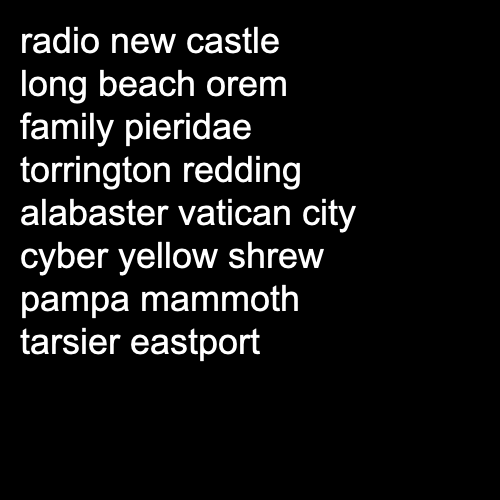 radio new castle
long beach orem
family pieridae
torrington redding
alabaster vatican city
cyber yellow shrew
pampa mammoth
tarsier eastport